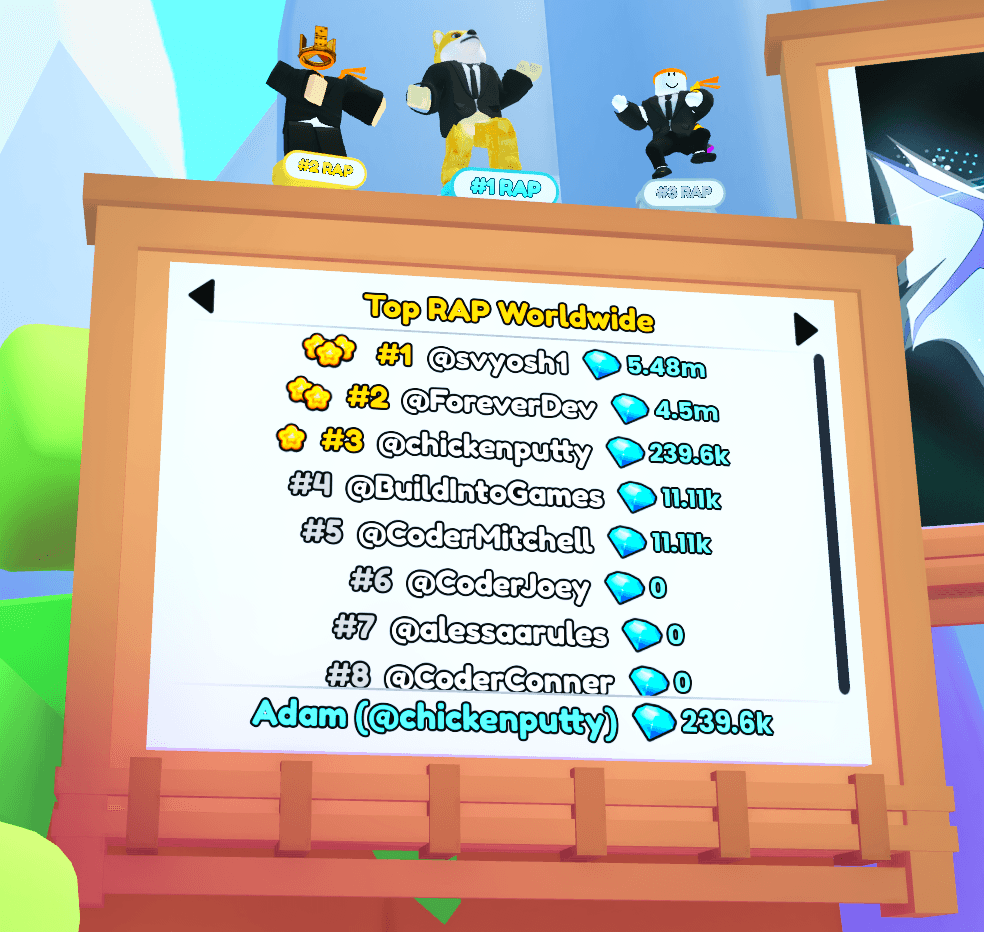 #2 RAP
#1 RAP
#3 RAP
Top RAP Worldwide
#1 @svyosh1 5.48m
#2 @ForeverDev 4.5m
#3 @chickenputty 239.6k
#4 @BuildIntoGames 11.11k
#5 @CoderMitchell 11.11k
#6 @CoderJoey 0
#7 @alessaarules 0
#8 @CoderConner 0
Adam (@chickenputty) 239.6k